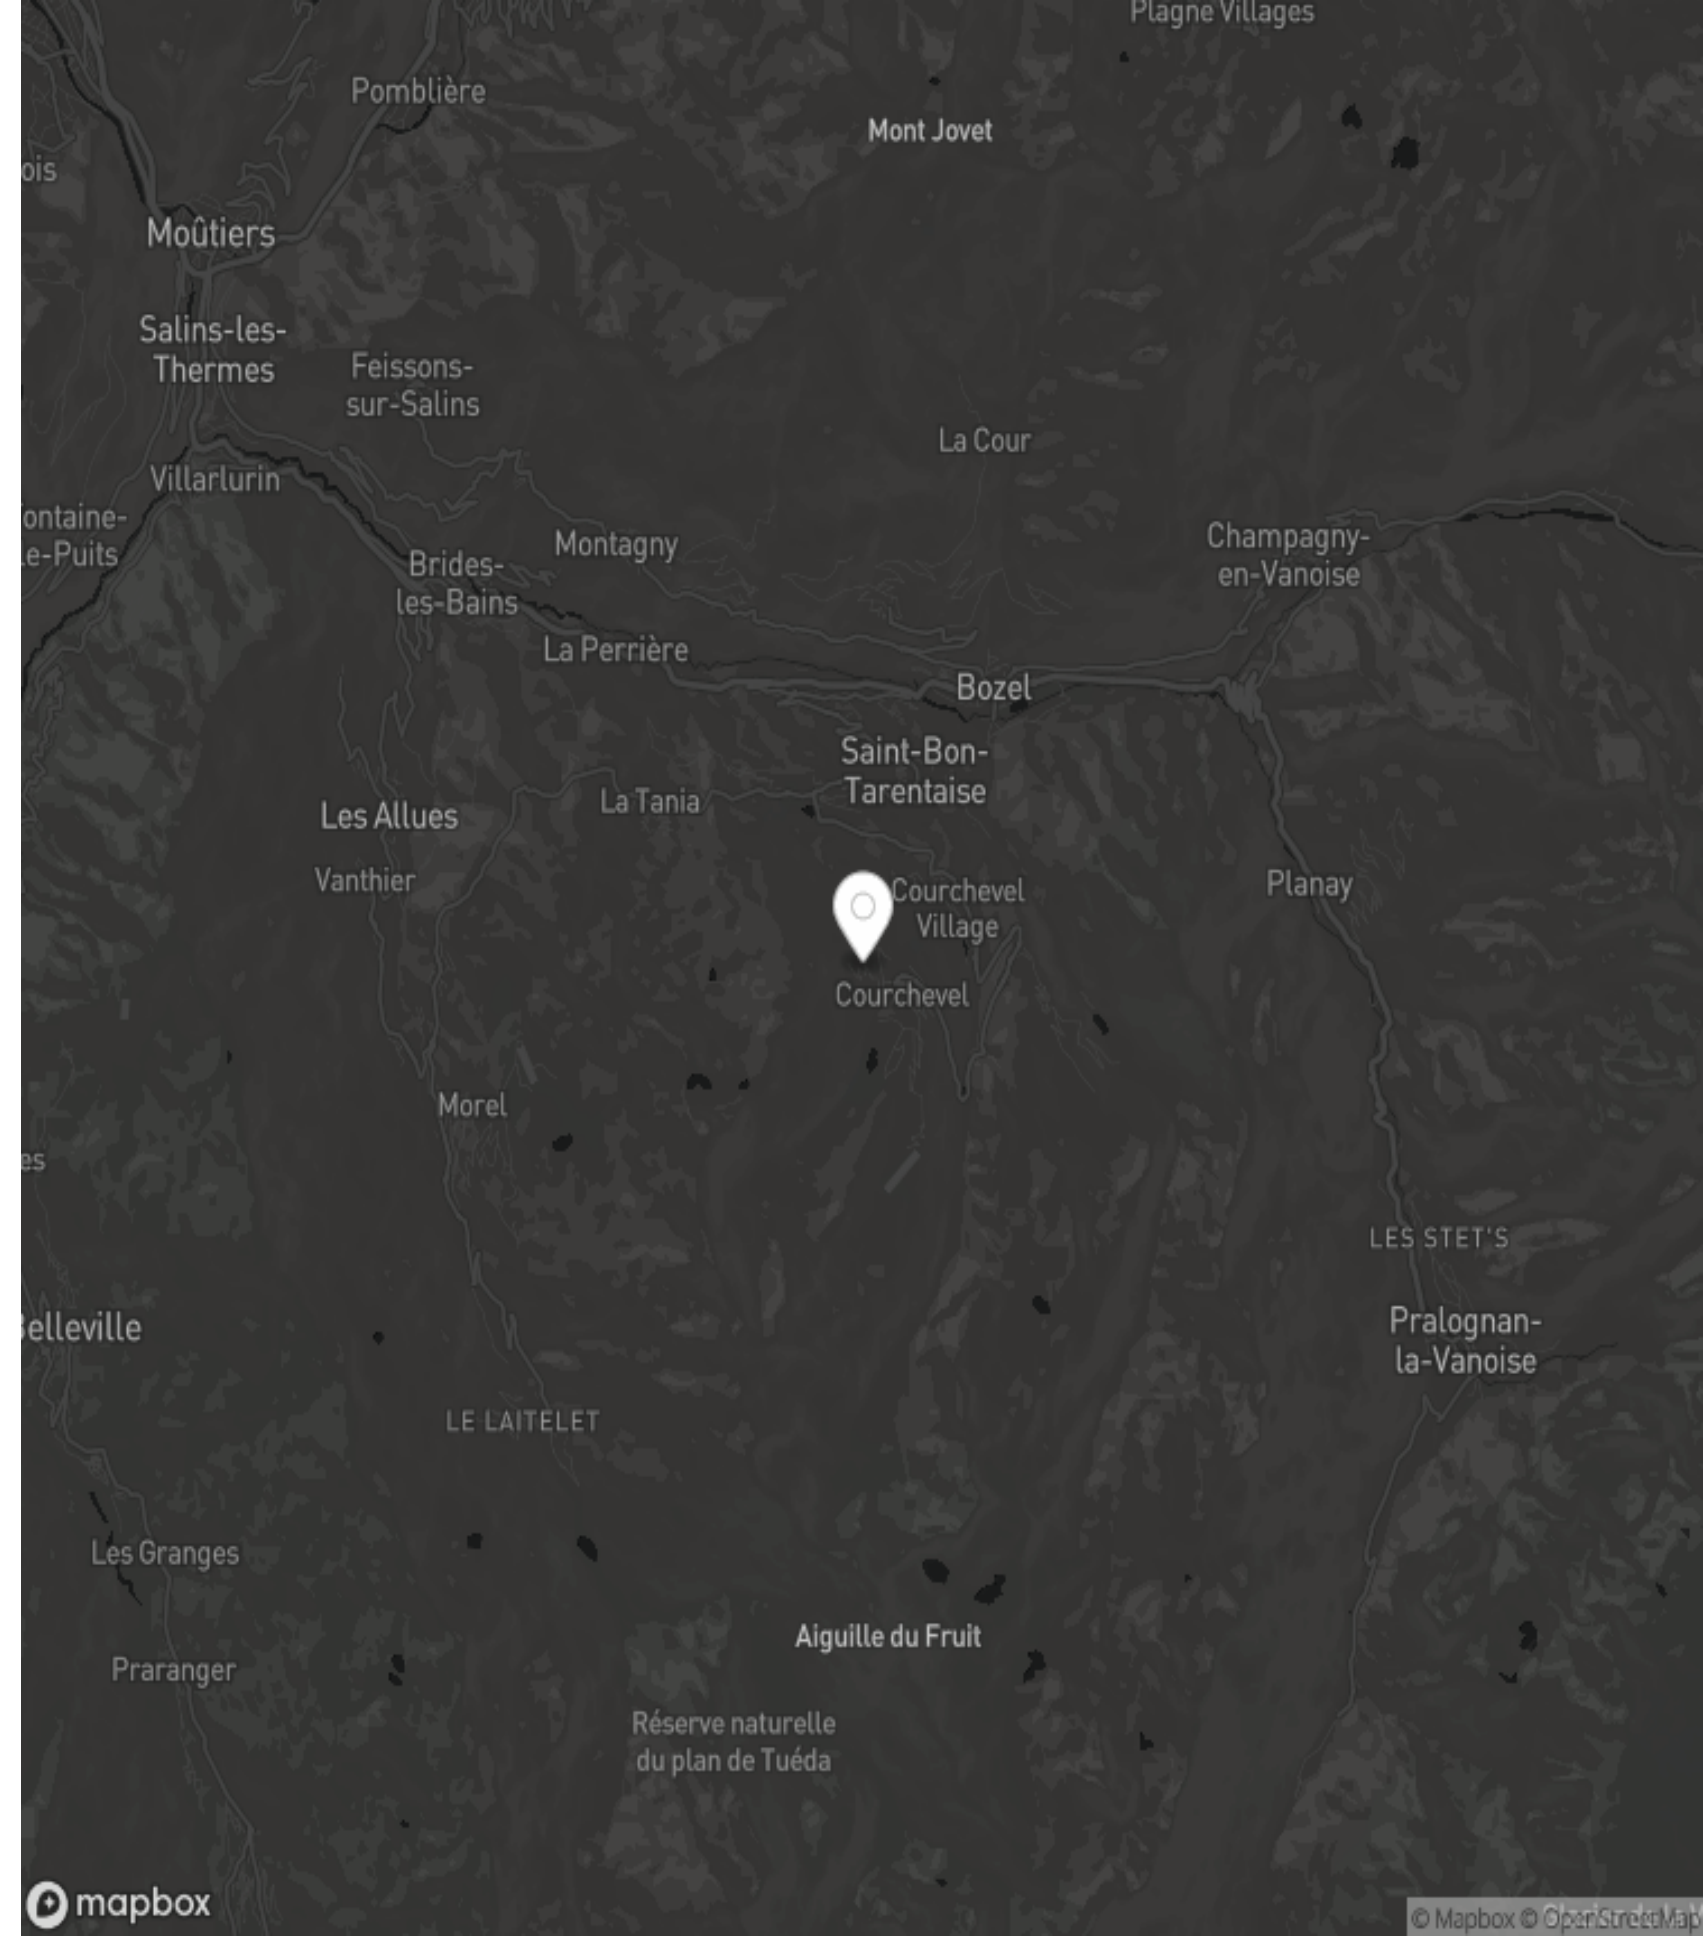 Plagne Villages
Pomblière
Mont Jovet
ois
Moûtiers
Salins-les-
Thermes
Feissons-
sur-Salins
La Cour
Villarlurin
ontaine-
le-Puits
Montagny
Champagny-
en-Vanoise
Brides-
les-Bains
La Perrière
Bozel
Saint-Bon-
Tarentaise
La Tania
Les Allues
Vanthier
Courchevel
Village
Planay
Courchevel
Morel
es
LES STET'S
Belleville
Pralognan-
la-Vanoise
LE LAITELET
Les Granges
Aiguille du Fruit
Praranger
Réserve naturelle
du plan de Tuéda
mapbox
© Mapbox © OpenStreetMap